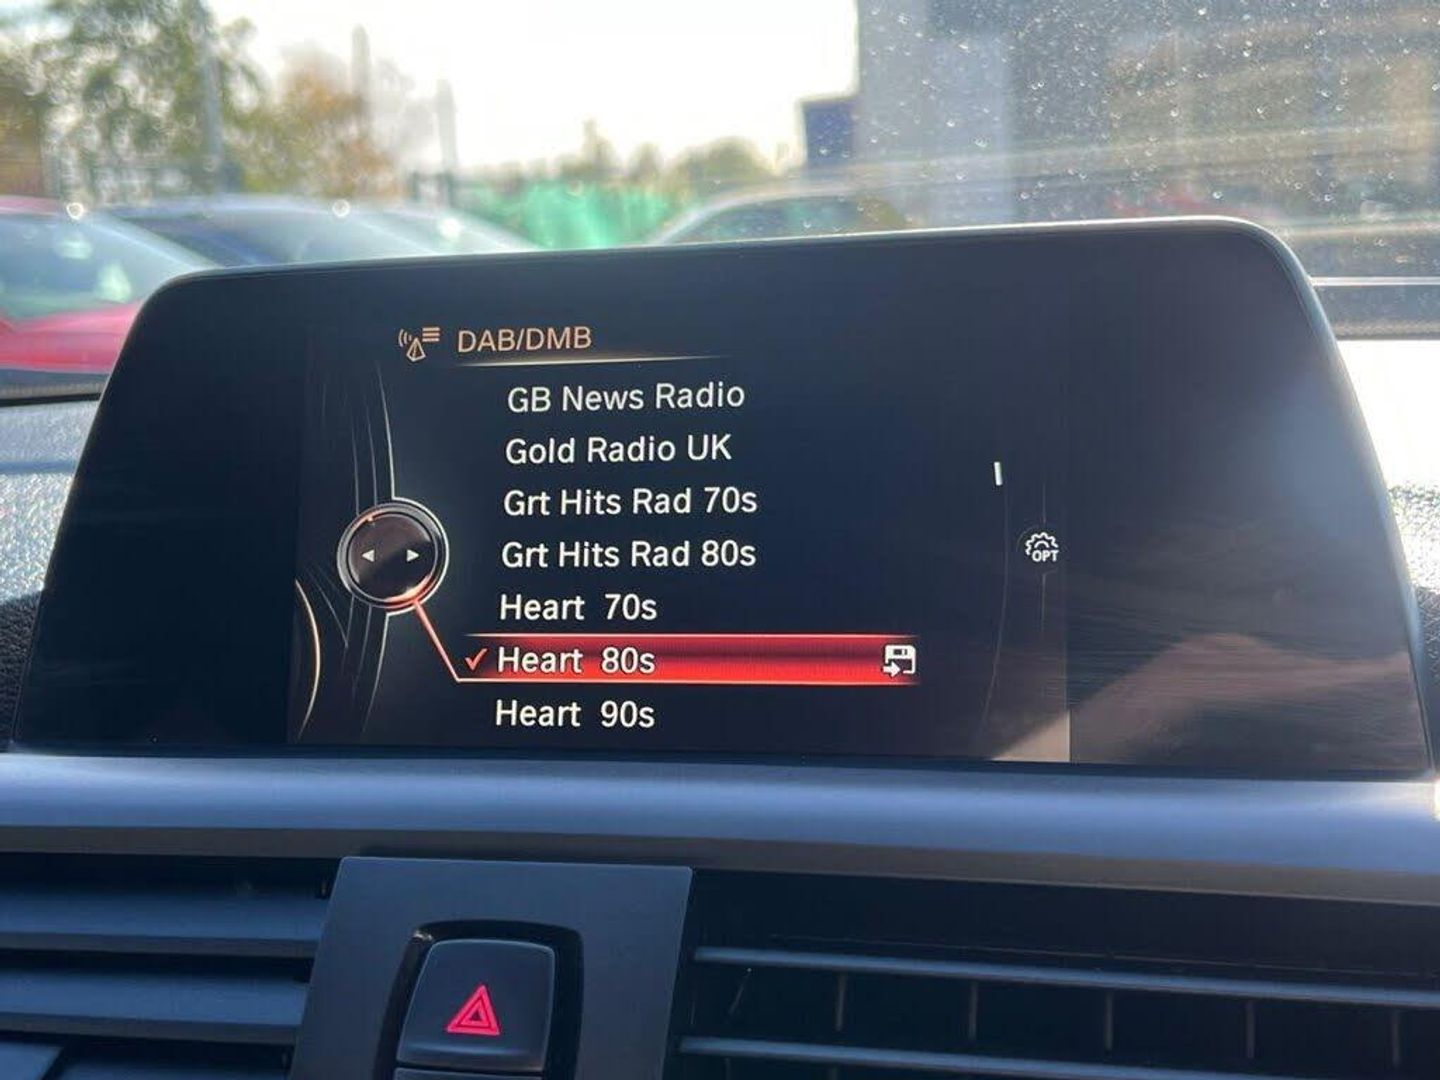 DAB/DMB
GB News Radio
Gold Radio UK
Grt Hits Rad 70s
Grt Hits Rad 80s
OPT
Heart 70s
Heart 80s
Heart 90s